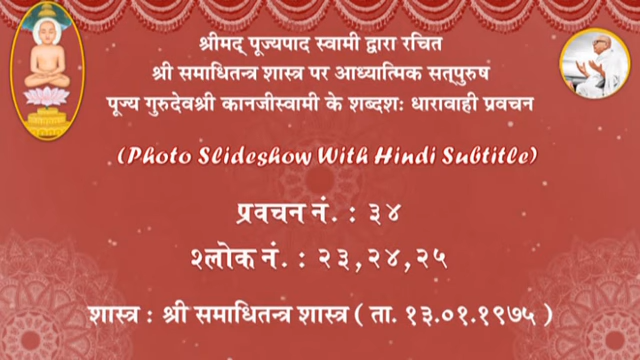 श्रीमद् पूज्यपाद स्वामी द्वारा रचित
श्री समाधितन्त्र शास्त्र पर आध्यात्मिक सत्पुरुष
पूज्य गुरुदेवश्री कानजीस्वामी के शब्दशः धारावाही प्रवचन
(Photo Slideshow With Hindi Subtitle)
प्रवचन नं. : ३४
श्लोक नं. : २३,२४,२५
शास्त्र : श्री समाधितन्त्र शास्त्र ( ता. १३.०१.१९७५ )